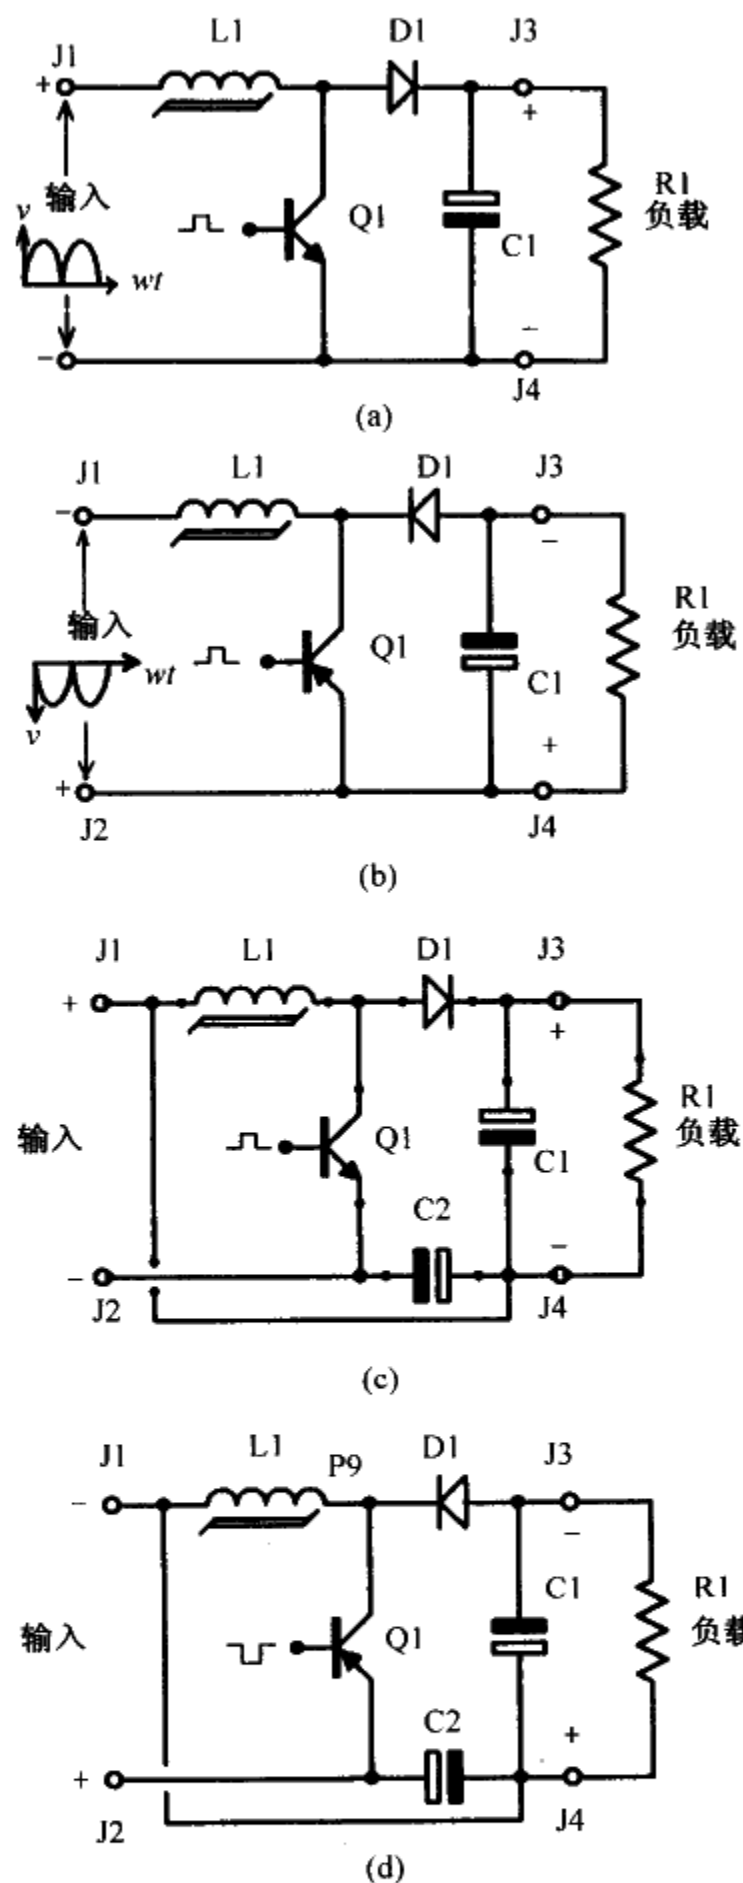 J1 L1 D1 J3
+ +
输入
v
wt
Q1
C1
R1
负载
− −
J4
(a)
J1 L1 D1 J3
− −
输入
wt
v
Q1
C1
R1
负载
+ +
J2 J4
(b)
J1 L1 D1 J3
+ +
输入
Q1
C1
R1
负载
C2
− −
J2 J4
(c)
J1 L1 P9 D1 J3
− −
输入
Q1
C1
R1
负载
C2
+ +
J2 J4
(d)